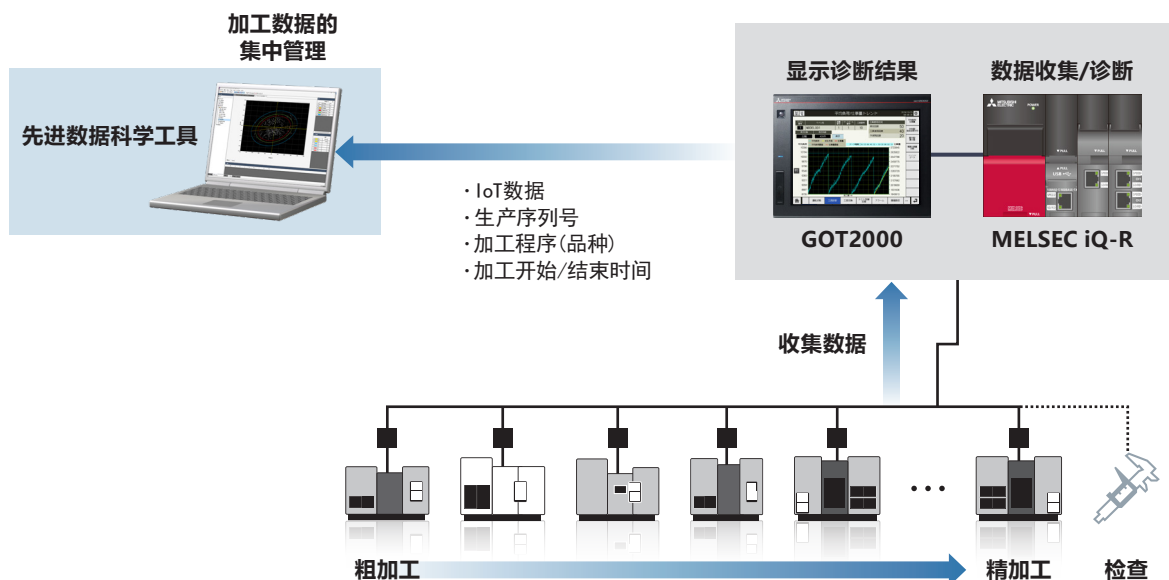 加工数据的
集中管理
先进数据科学工具
·IoT数据
·生产序列号
·加工程序(品种)
·加工开始/结束时间
显示诊断结果
数据收集/诊断
MITSUBISHI
ELECTRIC
POWER
GOT2000
MELSEC iQ-R
收集数据
粗加工
精加工
检查